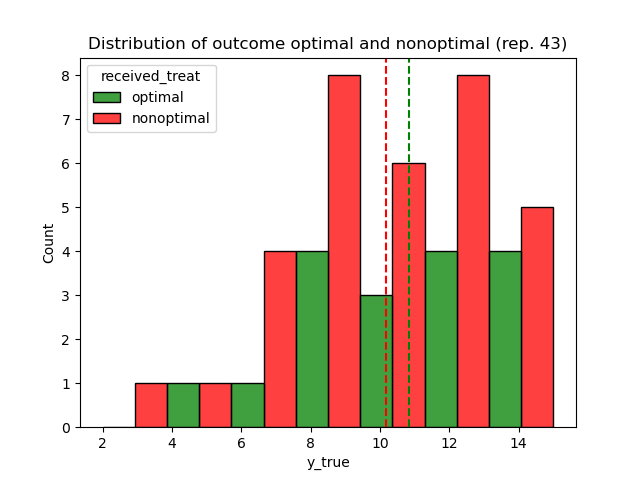 Distribution of outcome optimal and nonoptimal (rep. 43)
received_treat
optimal
nonoptimal
8
7
6
5
4
3
2
1
0
Count
2 4 6 8 10 12 14
y_true